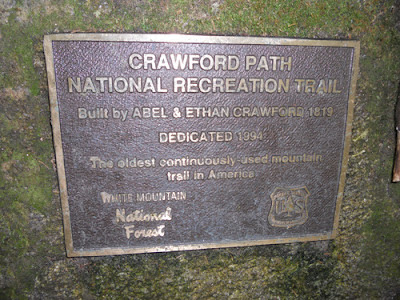 CRAWFORD PATH
NATIONAL RECREATION TRAIL
Built by ABEL & ETHAN CRAWFORD 1819
DEDICATED 1994
The oldest continuously-used mountain
trail in America.
WHITE MOUNTAIN
National
Forest